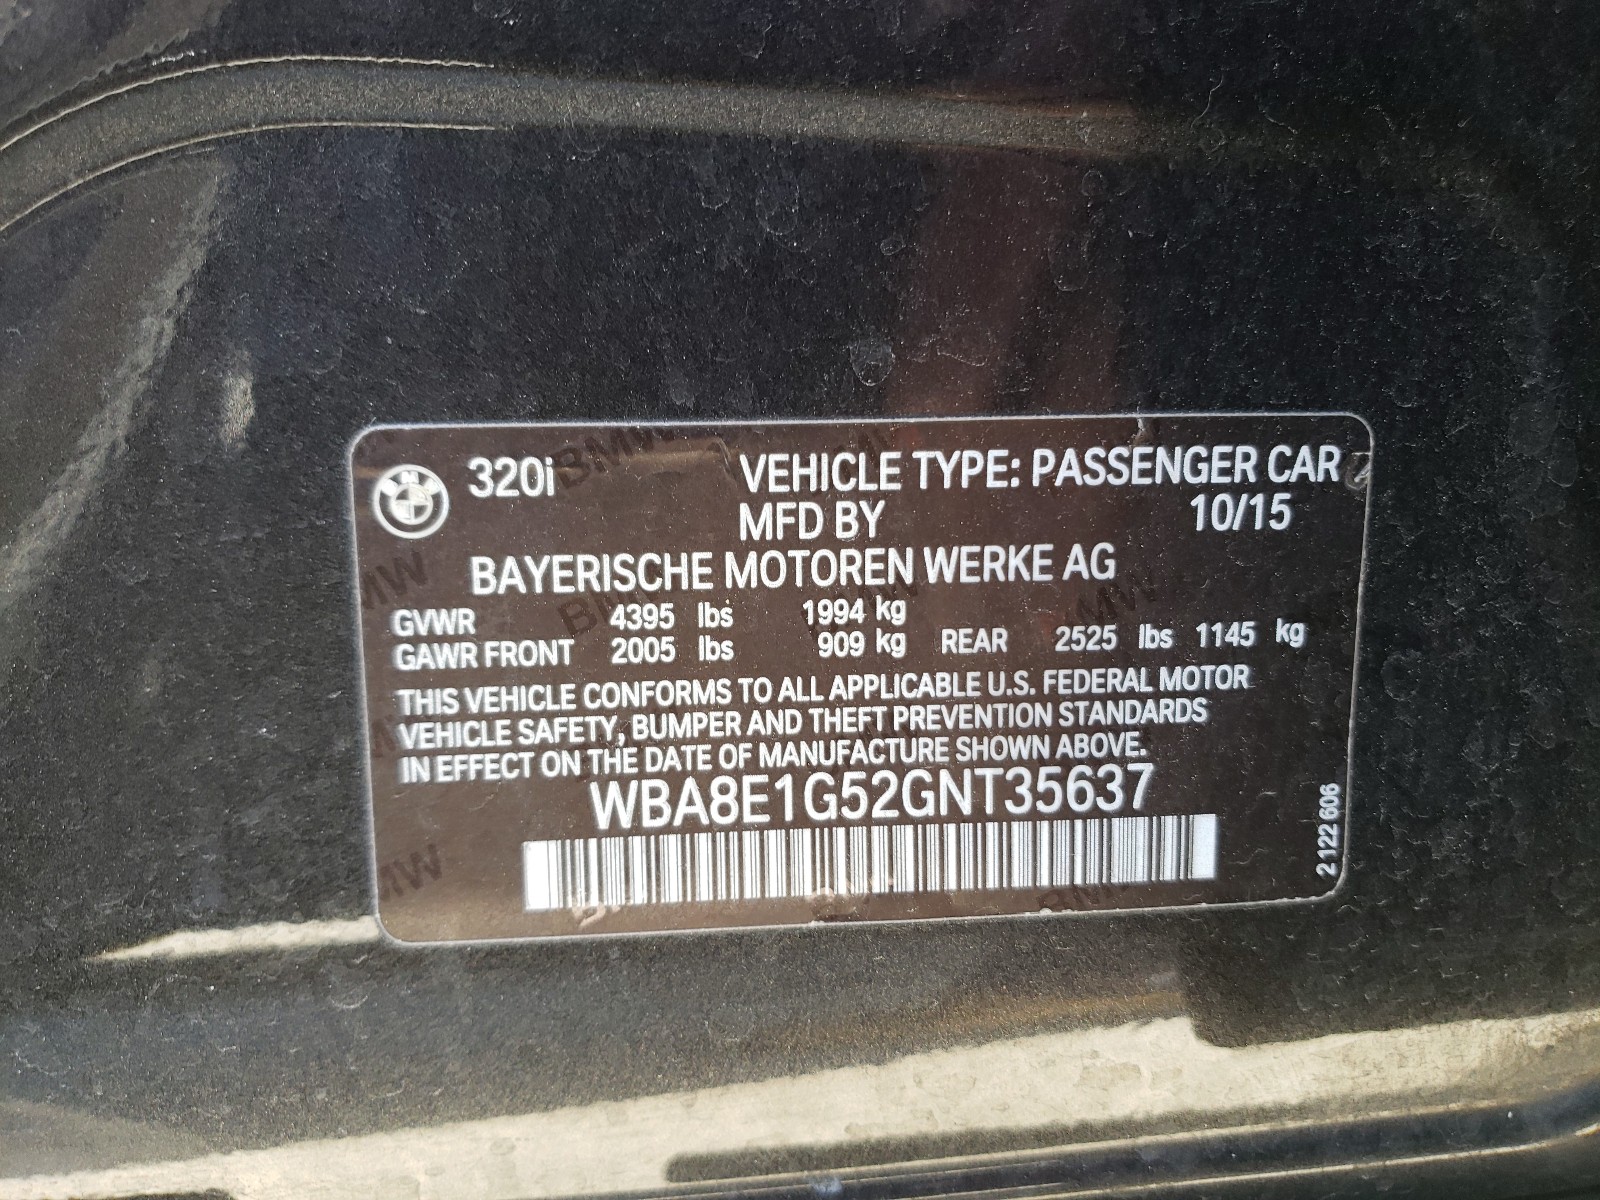 320i VEHICLE TYPE: PASSENGER CAR
MFD BY 10/15
BAYERISCHE MOTOREN WERKE AG
GVWR 4395 lbs 1994 kg
GAWR FRONT 2005 lbs 909 kg REAR 2525 lbs 1145 kg
THIS VEHICLE CONFORMS TO ALL APPLICABLE U.S. FEDERAL MOTOR
VEHICLE SAFETY, BUMPER AND THEFT PREVENTION STANDARDS
IN EFFECT ON THE DATE OF MANUFACTURE SHOWN ABOVE.
WBA8E1G52GNT35637
2 122 606